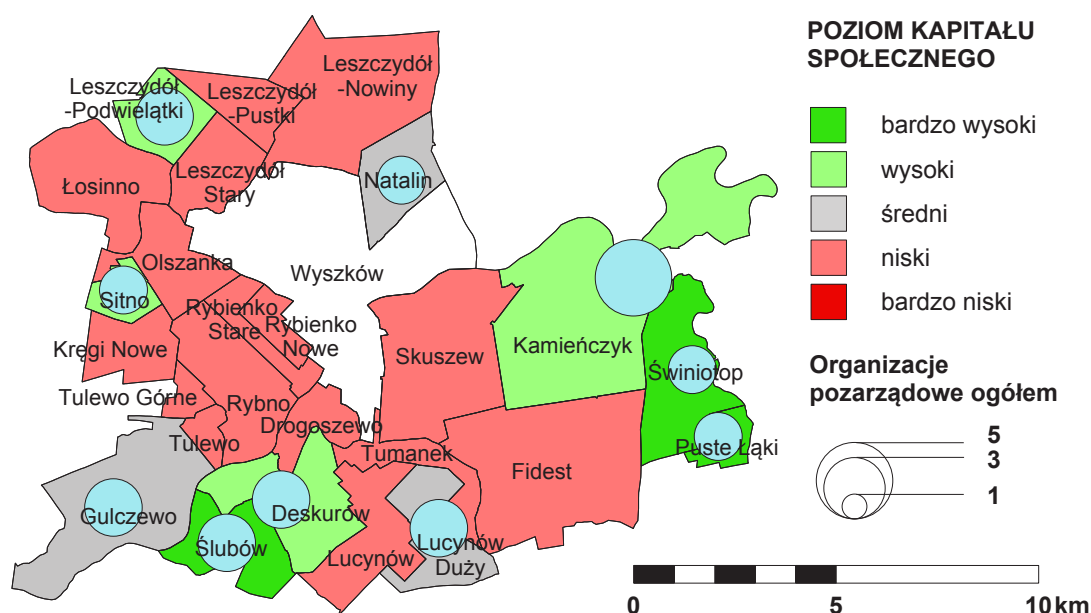 POZIOM KAPITAŁU
SPOŁECZNEGO
bardzo wysoki
wysoki
średni
niski
bardzo niski
Organizacje
pozarządowe ogółem
5
3
1
0
5
10 km
Leszczydół
-Nowiny
Leszczydół
-Podwielątki
Leszczydół
-Pustki
Leszczydół
Stary
Natalin
Łosinno
Olszanka
Wyszków
Sitno
Rybienko
Stare
Rybienko
Nowe
Kręgi Nowe
Skuszew
Kamieńczyk
Świniotop
Tulewo Górne
Rybno
Drogoszewo
Tulewo
Tumanek
Fidest
Puste Łąki
Gulczewo
Deskurów
Ślubów
Lucynów
Lucynów
Duży